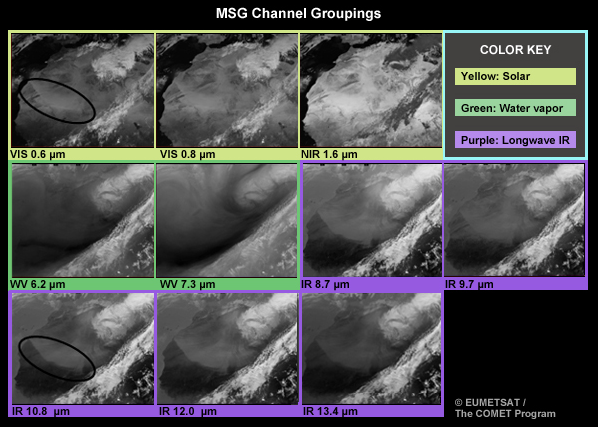 MSG Channel Groupings
COLOR KEY
Yellow: Solar
Green: Water vapor
Purple: Longwave IR
VIS 0.6 µm
VIS 0.8 µm
NIR 1.6 µm
WV 6.2 µm
WV 7.3 µm
IR 8.7 µm
IR 9.7 µm
IR 10.8 µm
IR 12.0 µm
IR 13.4 µm
© EUMETSAT /
The COMET Program